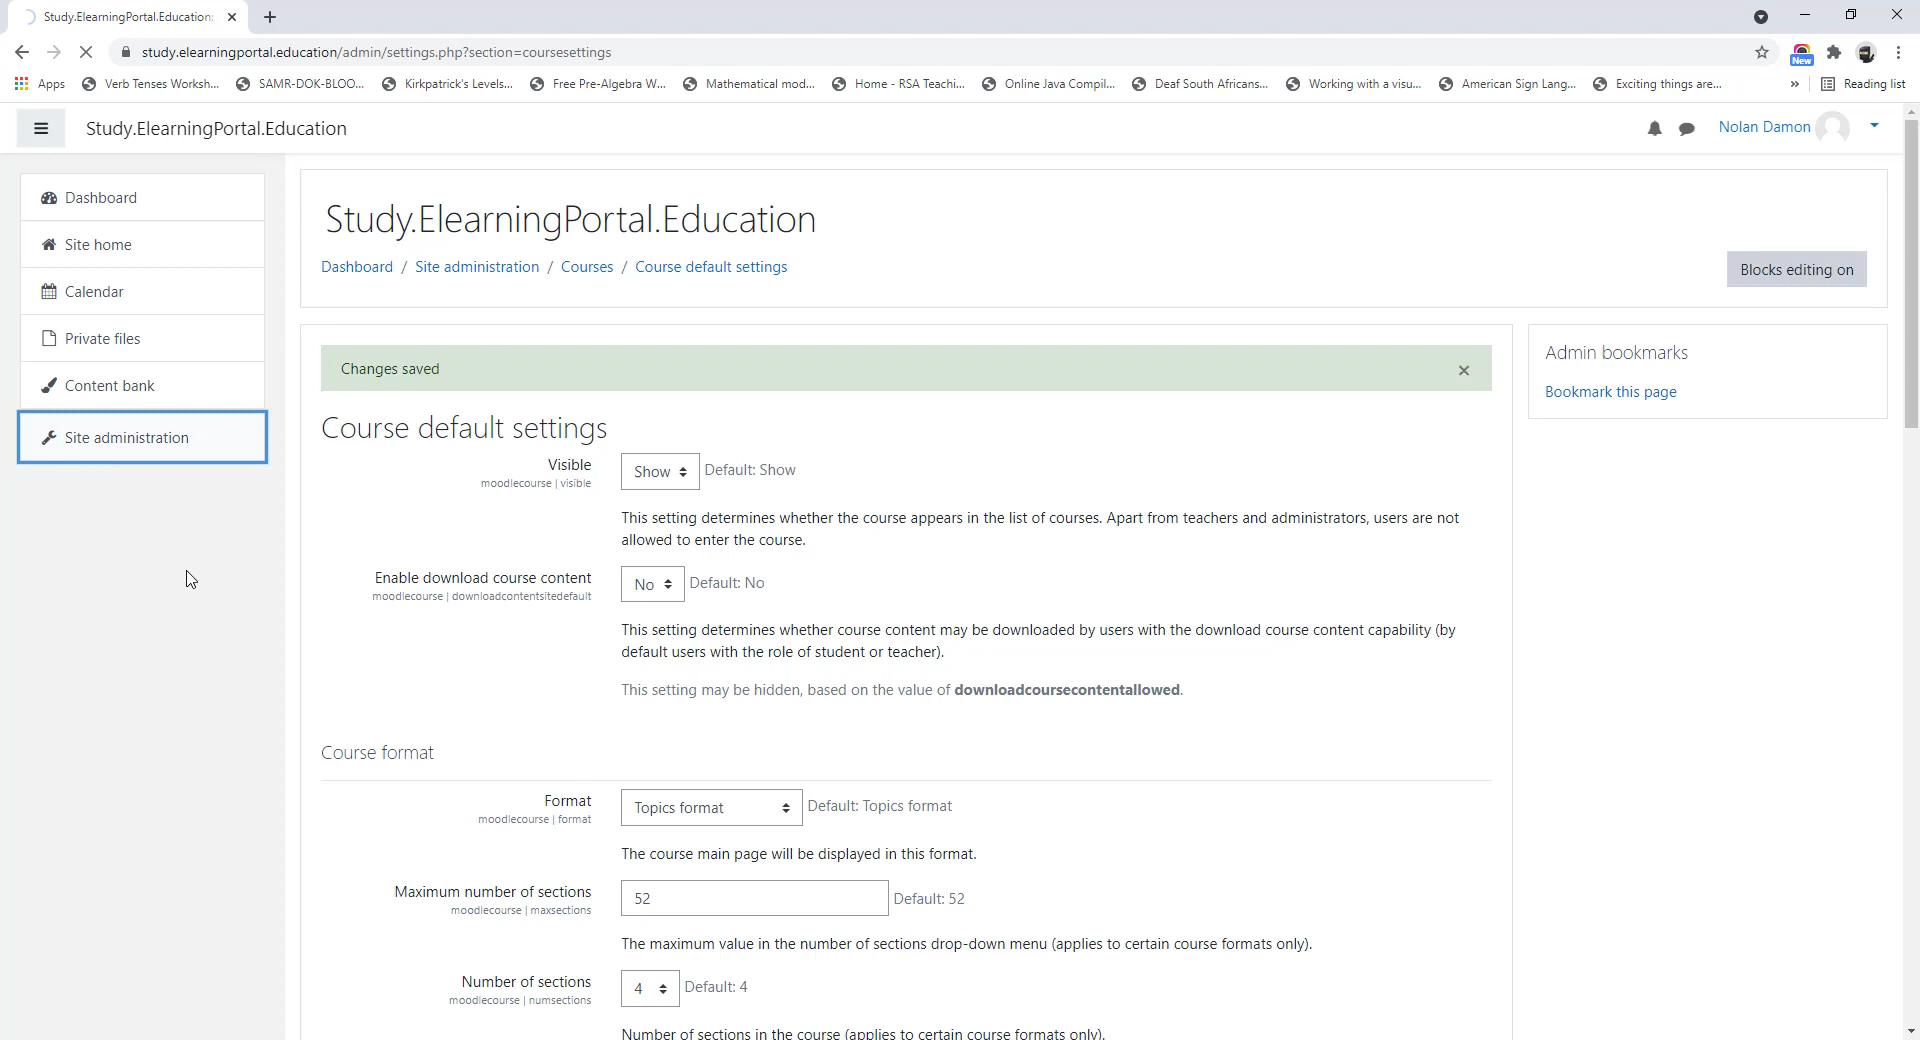 Study.ElearningPortal.Education:
study.elearningportal.education/admin/settings.php?section=coursesettings
New
Apps
Verb Tenses Worksh...
SAMR-DOK-BLOO...
Kirkpatrick's Levels...
Free Pre-Algebra W...
Mathematical mod...
Home - RSA Teachi...
Online Java Compil...
Deaf South Africans...
Working with a visu...
American Sign Lang...
Exciting things are...
»
Reading list
Study.ElearningPortal.Education
Nolan Damon
Dashboard
Site home
Calendar
Private files
Content bank
Site administration
Study.ElearningPortal.Education
Dashboard / Site administration / Courses / Course default settings
Blocks editing on
Changes saved
Admin bookmarks
Bookmark this page
Course default settings
Visible
moodlecourse | visible
Show Default: Show
This setting determines whether the course appears in the list of courses. Apart from teachers and administrators, users are not
allowed to enter the course.
Enable download course content
moodlecourse | downloadcontentsitedefault
No Default: No
This setting determines whether course content may be downloaded by users with the download course content capability (by
default users with the role of student or teacher).
This setting may be hidden, based on the value of downloadcoursecontentallowed.
Course format
Format
moodlecourse | format
Topics format Default: Topics format
The course main page will be displayed in this format.
Maximum number of sections
moodlecourse | maxsections
52 Default: 52
The maximum value in the number of sections drop-down menu (applies to certain course formats only).
Number of sections
moodlecourse | numsections
4 Default: 4
Number of sections in the course (applies to certain course formats only).